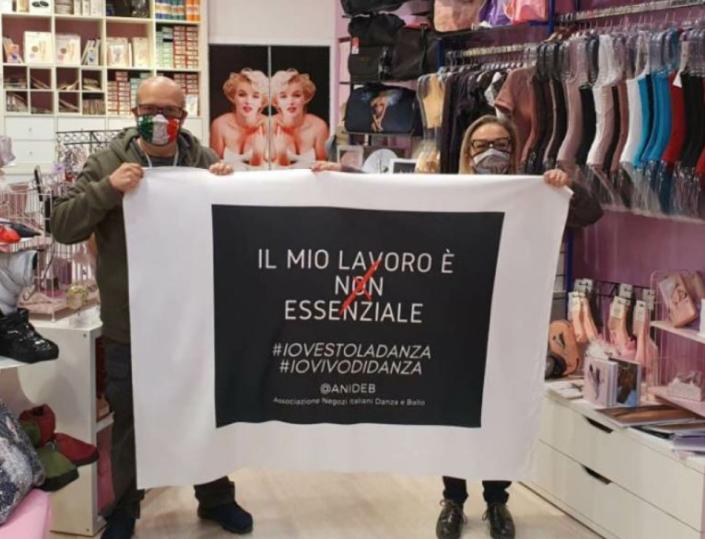 IL MIO LAVORO È
NON
ESSENZIALE
#IOVESTOLADANZA
#IOVIVODIDANZA
@ANIDEB
Associazione Negozi Italiani Danza e Ballo